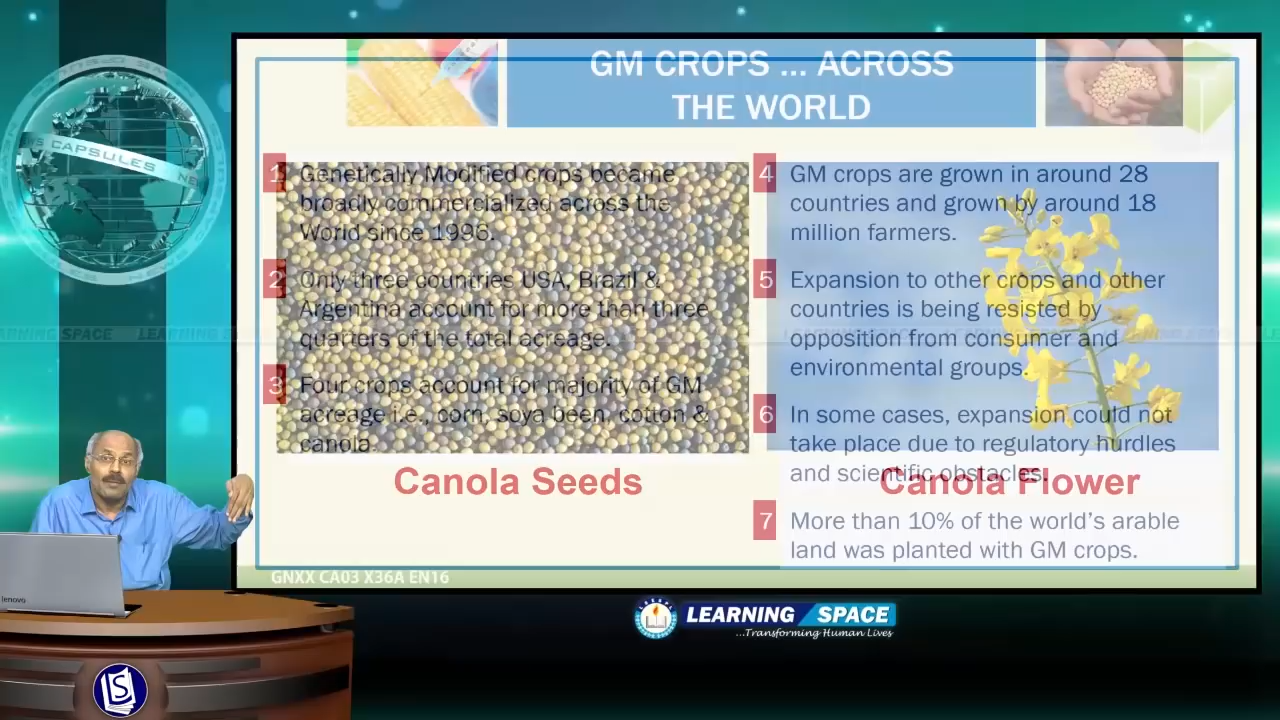 GM CROPS ... ACROSS
THE WORLD
1 Genetically Modified crops became
broadly commercialized across the
World since 1996.
2 Only three countries USA, Brazil &
Argentina account for more than three
quarters of the total acreage.
3 Four crops account for majority of GM
acreage i.e., corn, soya been, cotton &
canola.
Canola Seeds
4 GM crops are grown in around 28
countries and grown by around 18
million farmers.
5 Expansion to other crops and other
countries is being resisted by
opposition from consumer and
environmental groups.
6 In some cases, expansion could not
take place due to regulatory hurdles
and scientific obstacles.
Canola Flower
7 More than 10% of the world's arable
land was planted with GM crops.
GNXX CA03 X36A EN16
CAPSULES
LEARNING SPACE
LEARNING SPACE
...Transforming Human Lives
lenovo
LS